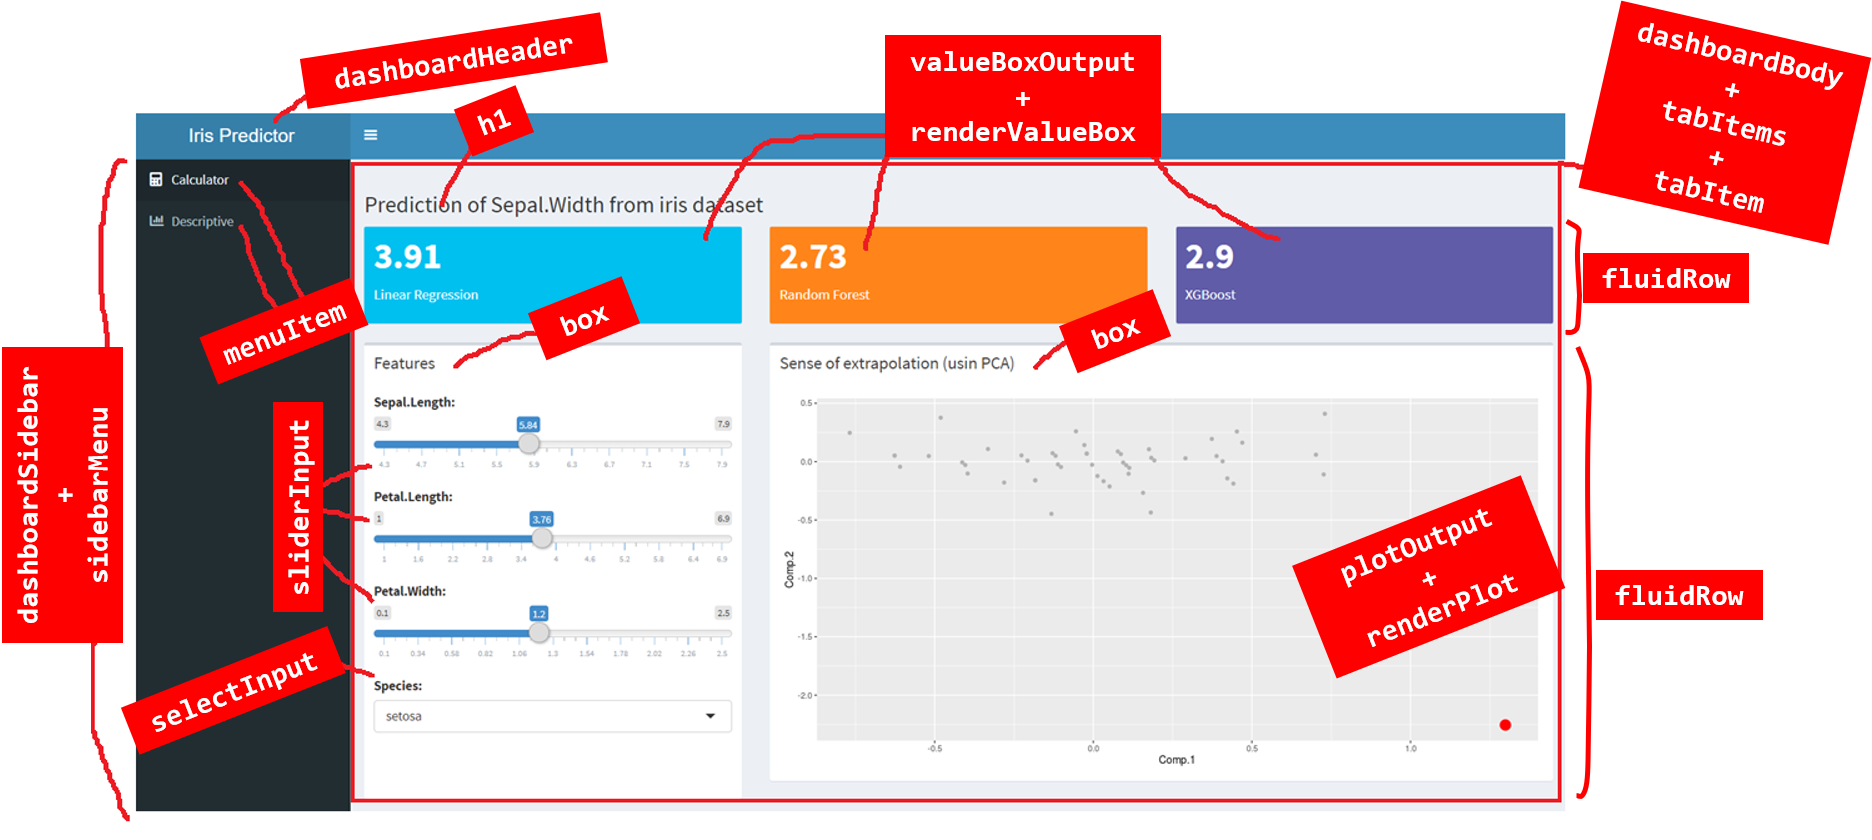 dashboardHeader
h1
valueBoxOutput
+
renderValueBox
dashboardBody
+
tabItems
+
tabItem
Iris Predictor
Calculator
Descriptive
menuItem
dashboardSidebar
+
sidebarMenu
Prediction of Sepal.Width from iris dataset
3.91
Linear Regression
2.73
Random Forest
2.9
XGBoost
fluidRow
box
box
Features
Sepal.Length:
4.3
5.84
7.9
4.3 4.7 5.1 5.5 5.9 6.3 6.7 7.1 7.5 7.9
Petal.Length:
1
3.76
6.9
1 1.6 2.2 2.8 3.4 4 4.6 5.2 5.8 6.4 6.9
Petal.Width:
0.1
1.2
2.5
0.1 0.34 0.58 0.82 1.06 1.3 1.54 1.78 2.02 2.26 2.5
sliderInput
selectInput
Species:
setosa
Sense of extrapolation (usin PCA)
0.5
0.0
-0.5
-1.0
-1.5
-2.0
Comp.2
-0.5 0.0 0.5 1.0
Comp.1
plotOutput
+
renderPlot
fluidRow